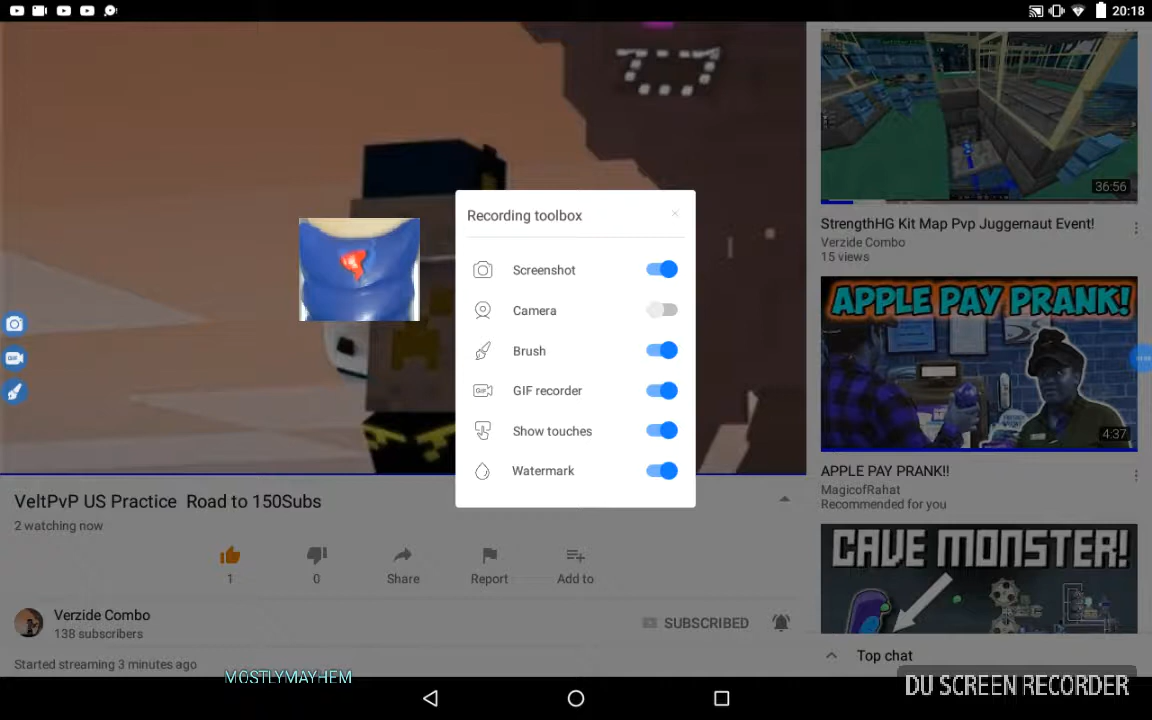 20:18
36:56
StrengthHG Kit Map Pvp Juggernaut Event!
Verzide Combo
15 views
Recording toolbox
Screenshot
Camera
Brush
GIF recorder
GIF
Show touches
Watermark
GIF
APPLE PAY PRANK!
4:37
APPLE PAY PRANK!!
MagicofRahat
Recommended for you
VeltPvP US Practice Road to 150Subs
2 watching now
1
0
Share
Report
Add to
CAVE MONSTER!
Verzide Combo
138 subscribers
SUBSCRIBED
Started streaming 3 minutes ago
Top chat
MOSTLYMAYHEM
DU SCREEN RECORDER